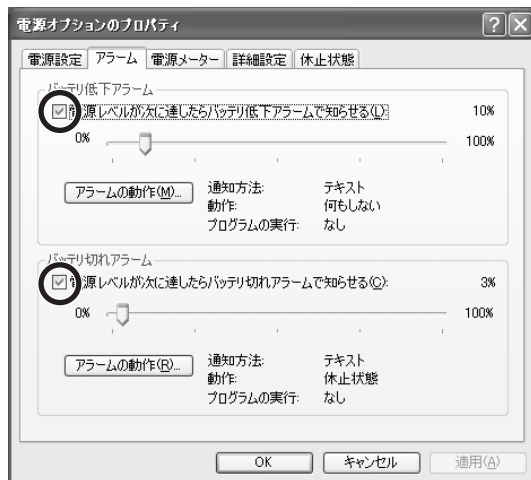 電源オプションのプロパティ
電源設定 アラーム 電源メーター 詳細設定 休止状態
バッテリ低下アラーム
電源レベルが次に達したらバッテリ低下アラームで知らせる(L): 10%
0% 100%
アラームの動作(M)... 通知方法: テキスト
動作: 何もしない
プログラムの実行: なし
バッテリ切れアラーム
電源レベルが次に達したらバッテリ切れアラームで知らせる(C): 3%
0% 100%
アラームの動作(R)... 通知方法: テキスト
動作: 休止状態
プログラムの実行: なし
OK キャンセル 適用(A)